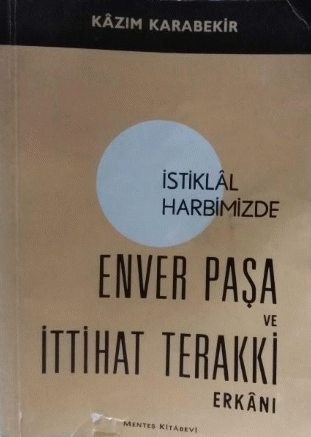 KÂZIM KARABEKİR
İSTİKLÂL
HARBİMİZDE
ENVER PAŞA
VE
İTTİHAT TERAKKİ
ERKÂNI
MENTEŞ KİTABEVİ